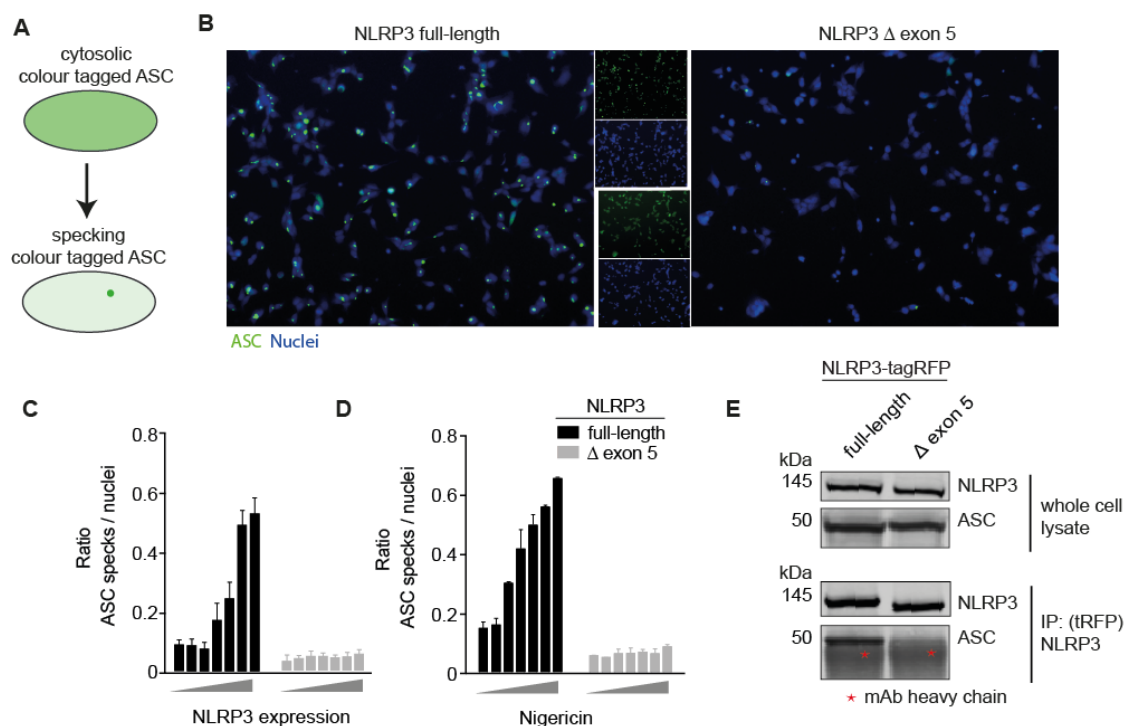 A
cytosolic
colour tagged ASC
specking
colour tagged ASC
B
NLRP3 full-length
NLRP3 Δ exon 5
ASC Nuclei
C
Ratio
ASC specks / nuclei
0.8
0.6
0.4
0.2
0
NLRP3 expression
D
Ratio
ASC specks / nuclei
0.8
0.6
0.4
0.2
0
Nigericin
NLRP3
full-length
Δ exon 5
E
NLRP3-tagRFP
full-length
Δ exon 5
kDa
145
NLRP3
50
ASC
whole cell
lysate
kDa
145
NLRP3
50
ASC
IP: (tRFP)
NLRP3
★ mAb heavy chain